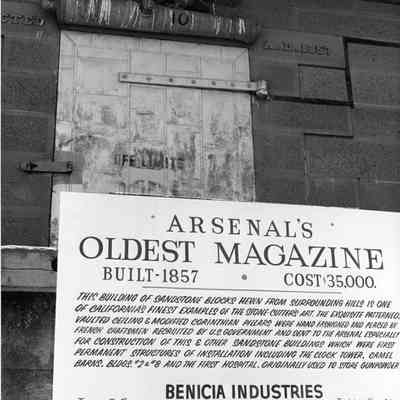 10
OFF LIMITS
ARSENAL'S
OLDEST MAGAZINE
BUILT-1857 • COST $35,000.
THIS BUILDING OF SANDSTONE BLOCKS HEWN FROM SURROUNDING HILLS IS ONE
OF CALIFORNIA'S FINEST EXAMPLES OF THE STONE-CUTTER'S ART. THE EXQUISITE PATTERNED,
VAULTED CEILING & MODIFIED CORINTHIAN PILLARS WERE HAND FASHIONED AND PLACED BY
FRENCH CRAFTSMEN RECRUITED BY U.S. GOVERNMENT AND SENT TO THE ARSENAL ESPECIALLY
FOR CONSTRUCTION OF THIS & OTHER SANDSTONE BUILDINGS WHICH WERE FIRST
PERMANENT STRUCTURES OF INSTALLATION INCLUDING THE CLOCK TOWER, CAMEL
BARNS, BLDGS. #2 & #8 AND THE FIRST HOSPITAL. ORIGINALLY USED TO STORE GUNPOWDER
BENICIA INDUSTRIES